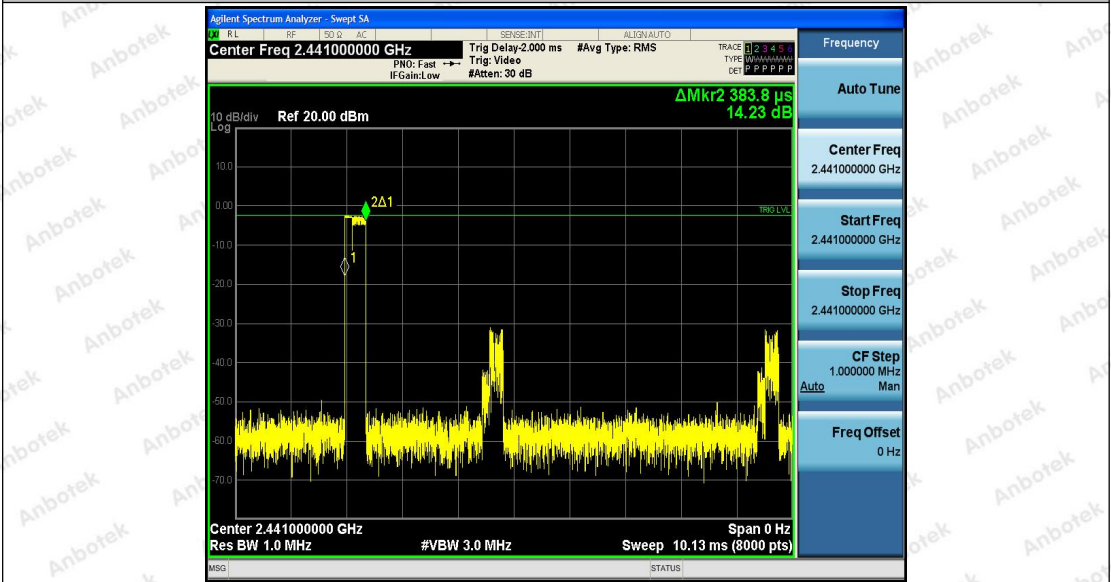 Agilent Spectrum Analyzer - Swept SA
RL RF 50 Ω AC SENSE:INT ALIGN AUTO
Center Freq 2.441000000 GHz
PNO: Fast
IFGain:Low
Trig Delay-2.000 ms
Trig: Video
#Atten: 30 dB
#Avg Type: RMS
TRACE 1 2 3 4 5 6
TYPE
DET P P P P P P
ΔMkr2 383.8 µs
14.23 dB
10 dB/div
Log
Ref 20.00 dBm
10.0
0.00
-10.0
-20.0
-30.0
-40.0
-50.0
-60.0
-70.0
2Δ1
1
TRIG LVL
Center 2.441000000 GHz
Span 0 Hz
Res BW 1.0 MHz
#VBW 3.0 MHz
Sweep 10.13 ms (8000 pts)
MSG
STATUS
Frequency
Auto Tune
Center Freq
2.441000000 GHz
Start Freq
2.441000000 GHz
Stop Freq
2.441000000 GHz
CF Step
1.000000 MHz
Auto Man
Freq Offset
0 Hz
Anbotek